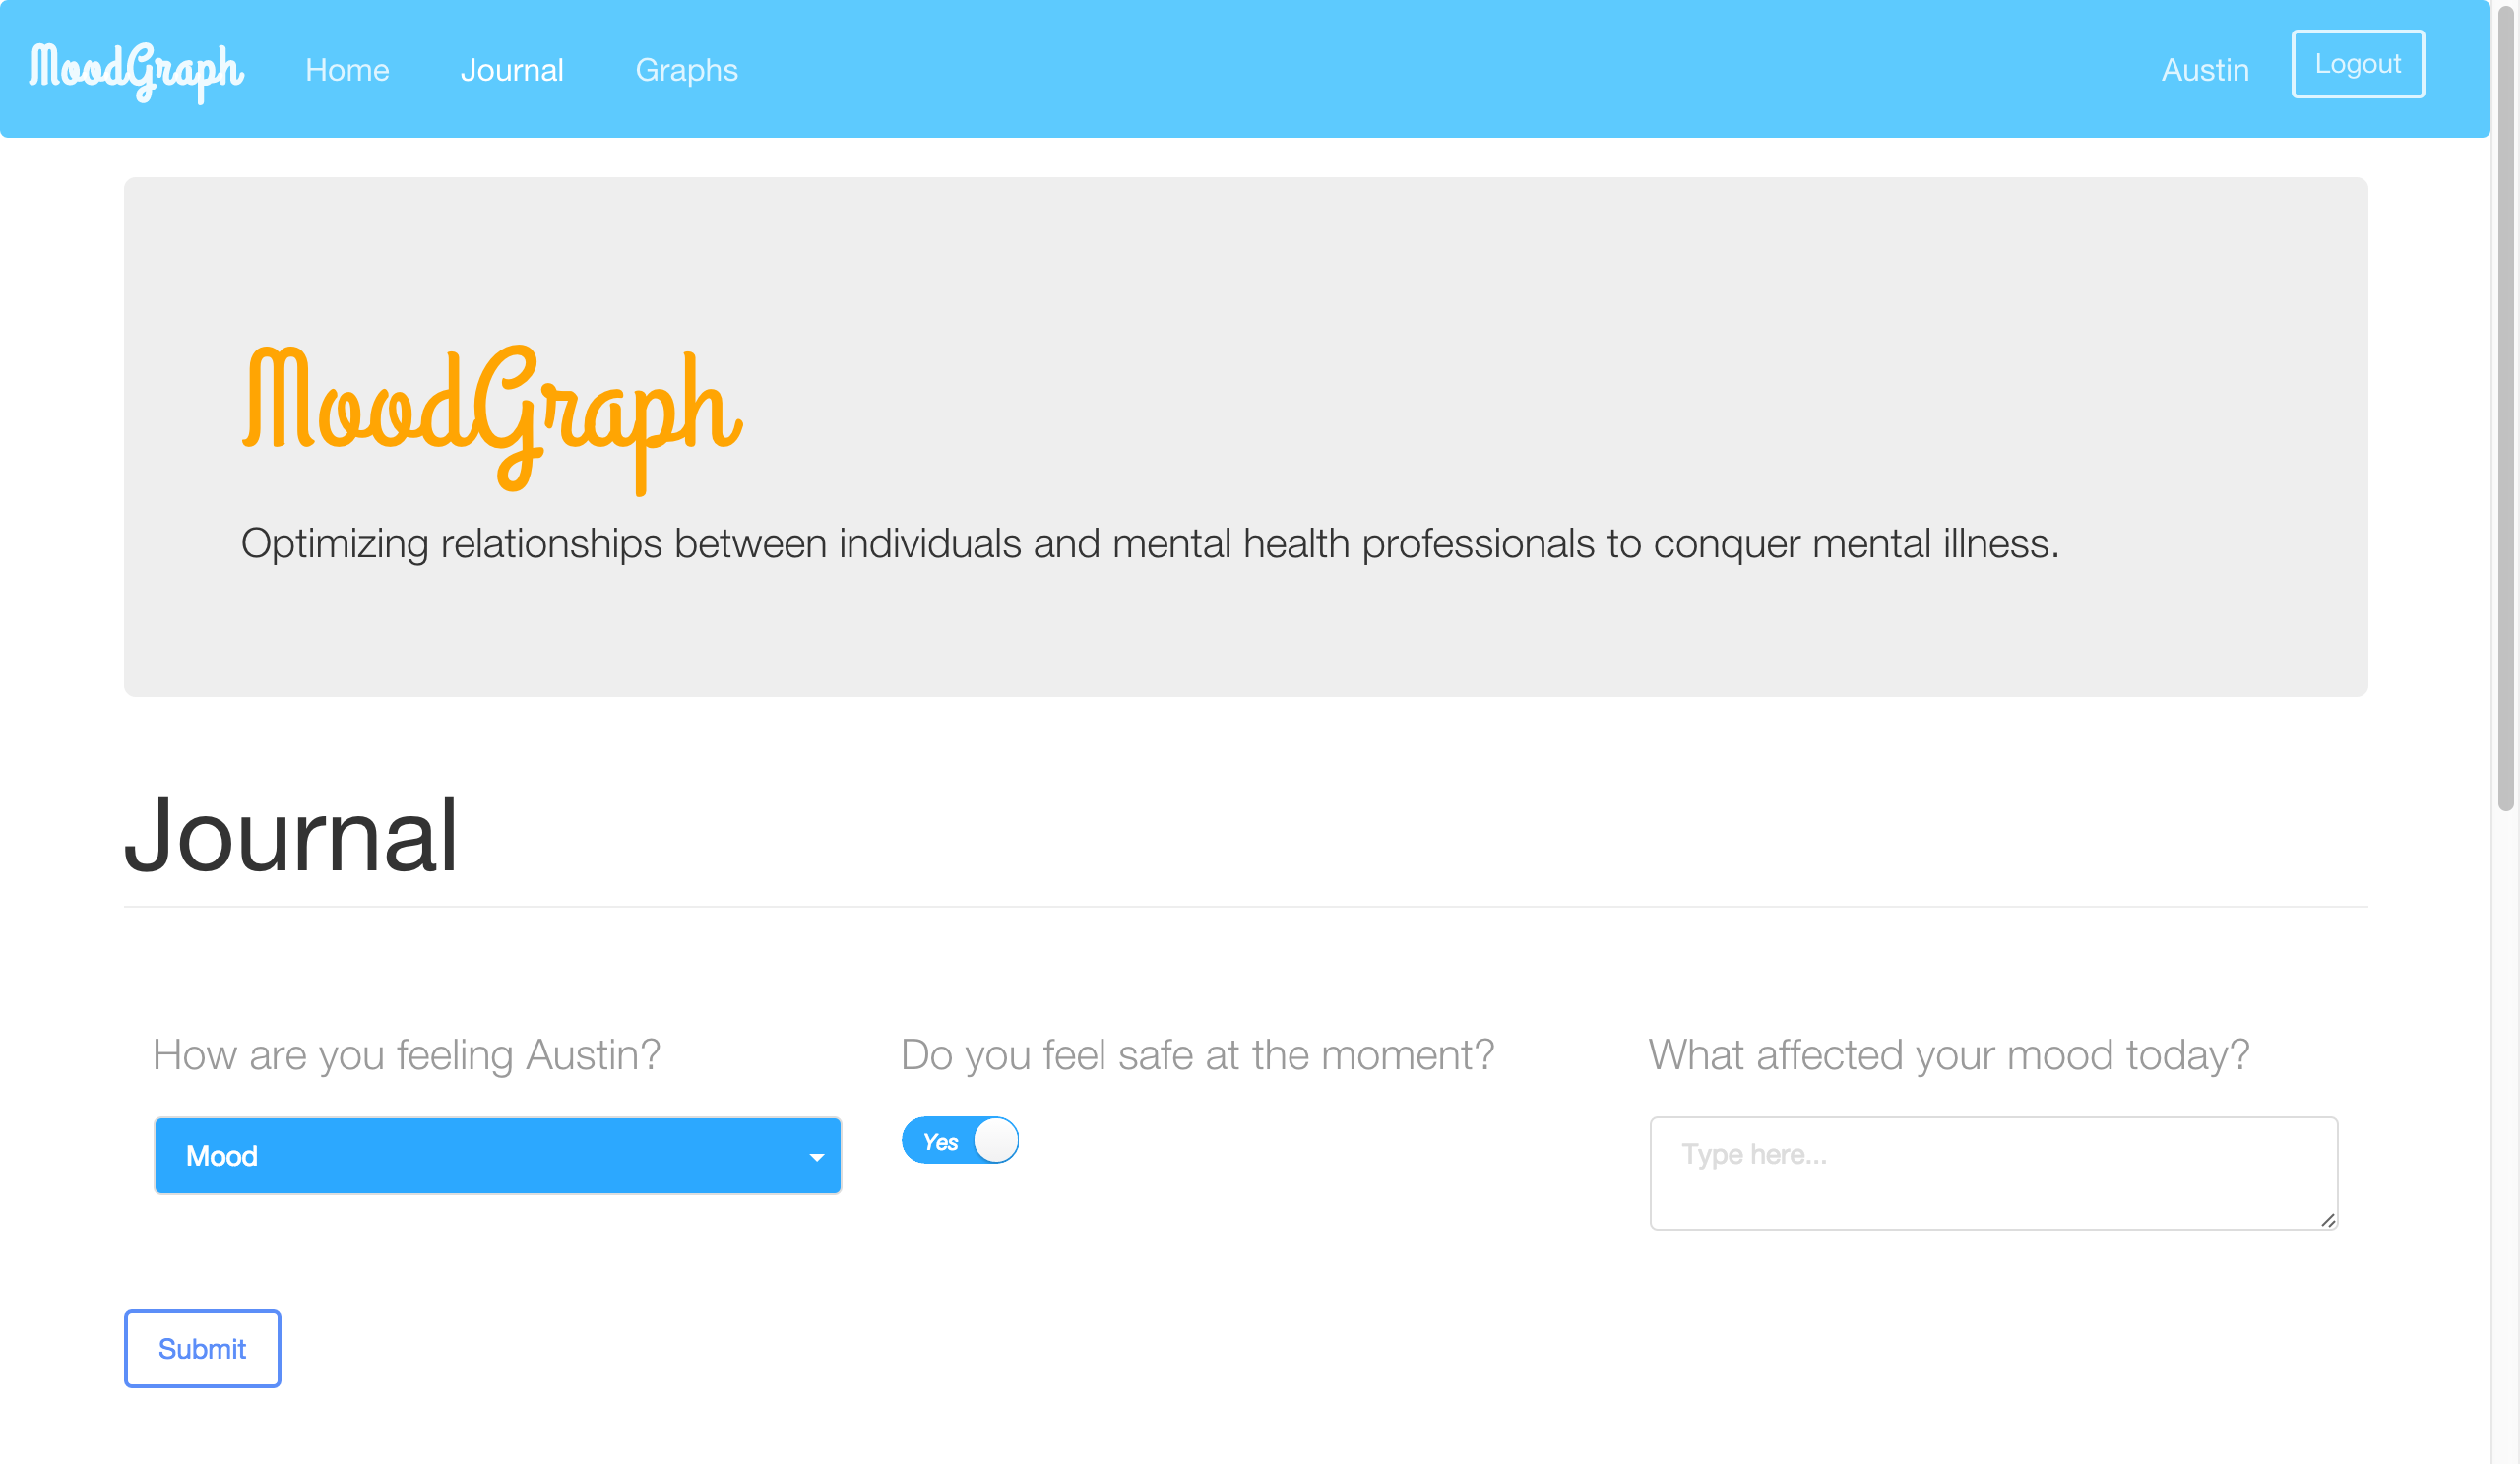 MoodGraph Home Journal Graphs Austin Logout
MoodGraph
Optimizing relationships between individuals and mental health professionals to conquer mental illness.
Journal
How are you feeling Austin?
Mood
Do you feel safe at the moment?
Yes
What affected your mood today?
Type here...
Submit